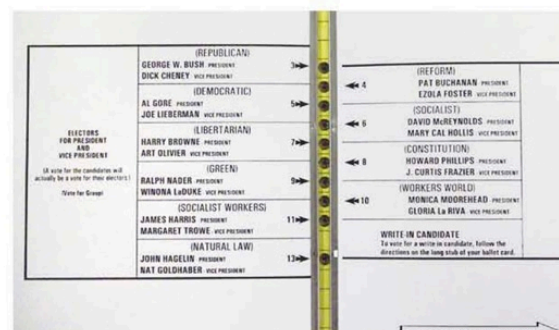 ELECTORS
FOR PRESIDENT
AND
VICE PRESIDENT
(A vote for the candidates will
actually be a vote for their electors.)
(Vote for Group)
(REPUBLICAN)
GEORGE W. BUSH PRESIDENT
DICK CHENEY VICE PRESIDENT
3
(DEMOCRATIC)
AL GORE PRESIDENT
JOE LIEBERMAN VICE PRESIDENT
5
(LIBERTARIAN)
HARRY BROWNE PRESIDENT
ART OLIVIER VICE PRESIDENT
7
(GREEN)
RALPH NADER PRESIDENT
WINONA LaDUKE VICE PRESIDENT
9
(SOCIALIST WORKERS)
JAMES HARRIS PRESIDENT
MARGARET TROWE VICE PRESIDENT
11
(NATURAL LAW)
JOHN HAGELIN PRESIDENT
NAT GOLDHABER VICE PRESIDENT
13
(REFORM)
4 PAT BUCHANAN PRESIDENT
EZOLA FOSTER VICE PRESIDENT
(SOCIALIST)
6 DAVID McREYNOLDS PRESIDENT
MARY CAL HOLLIS VICE PRESIDENT
(CONSTITUTION)
8 HOWARD PHILLIPS PRESIDENT
J. CURTIS FRAZIER VICE PRESIDENT
(WORKERS WORLD)
10 MONICA MOOREHEAD PRESIDENT
GLORIA La RIVA VICE PRESIDENT
WRITE-IN CANDIDATE
To vote for a write-in candidate, follow the
directions on the long stub of your ballot card.